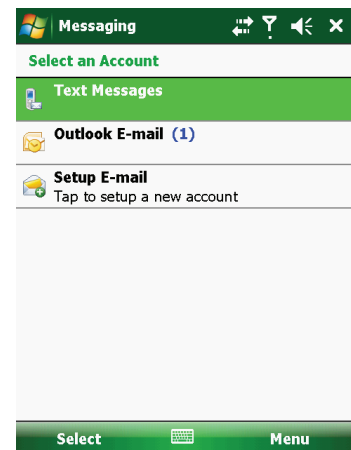 Messaging
Select an Account
Text Messages
Outlook E-mail (1)
Setup E-mail
Tap to setup a new account
Select Menu